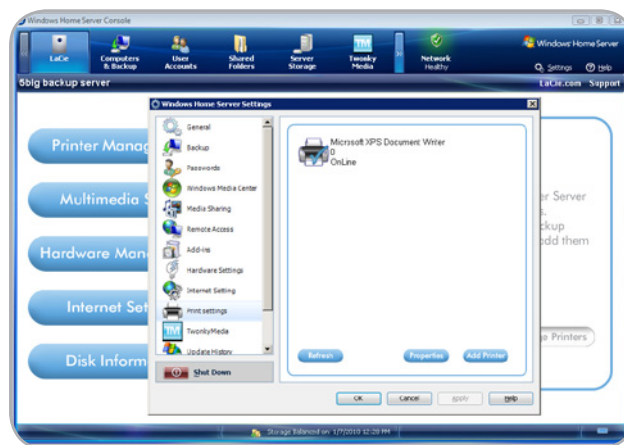 Windows Home Server Console
LaCie
Computers & Backup
User Accounts
Shared Folders
Server Storage
Twonky Media
Network Healthy
Windows Home Server
Settings
Help
5big backup server
LaCie.com Support
Windows Home Server Settings
Printer Manag
Multimedia S
Hardware Man
Internet Set
Disk Inform
General
Backup
Passwords
Windows Media Center
Media Sharing
Remote Access
Add-ins
Hardware Settings
Internet Setting
Print settings
TwonkyMedia
Update History
Shut Down
Microsoft XPS Document Writer
0
OnLine
Refresh
Properties
Add Printer
OK
Cancel
Apply
Help
er Server
s.
ckup
add them
e Printers
Storage Balanced on: 1/7/2010 12:20 PM